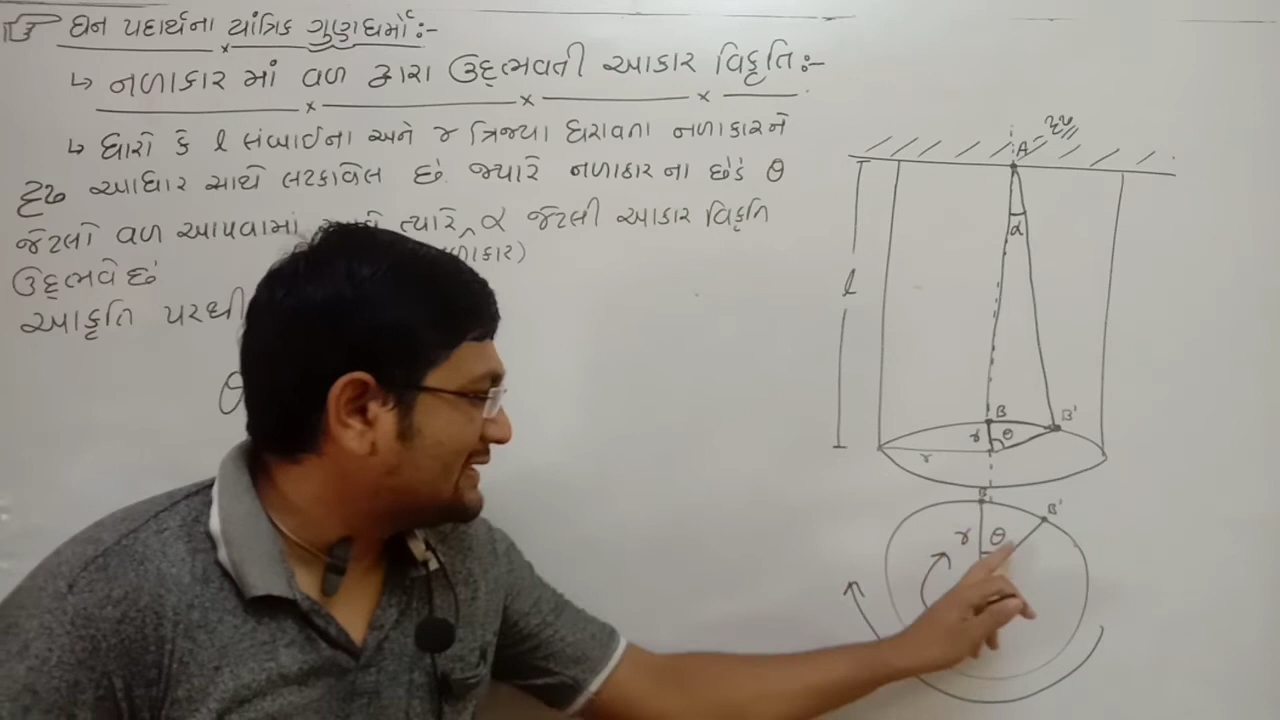 ઘન પદાર્થના યાંત્રિક ગુણધર્મો:-
↳ નળાકાર માં વળ દ્વારા ઉદ્ભવતી આકાર વિકૃતિ:-
↳ ધારો કે l લંબાઈના અને r ત્રિજ્યા ધરાવતા નળાકારને
દૃઢ આધાર સાથે લટકાવેલ છે. જ્યારે નળાકાર ના છેડે θ
જેટલો વળ આપવામાં ત્યારે α જેટલી આકાર વિકૃતિ
ઉદ્ભવે છે
આકૃતિ પરથી
θ
દૃઢ
A
α
l
B
B'
r
θ
r
B
B'
r
θ